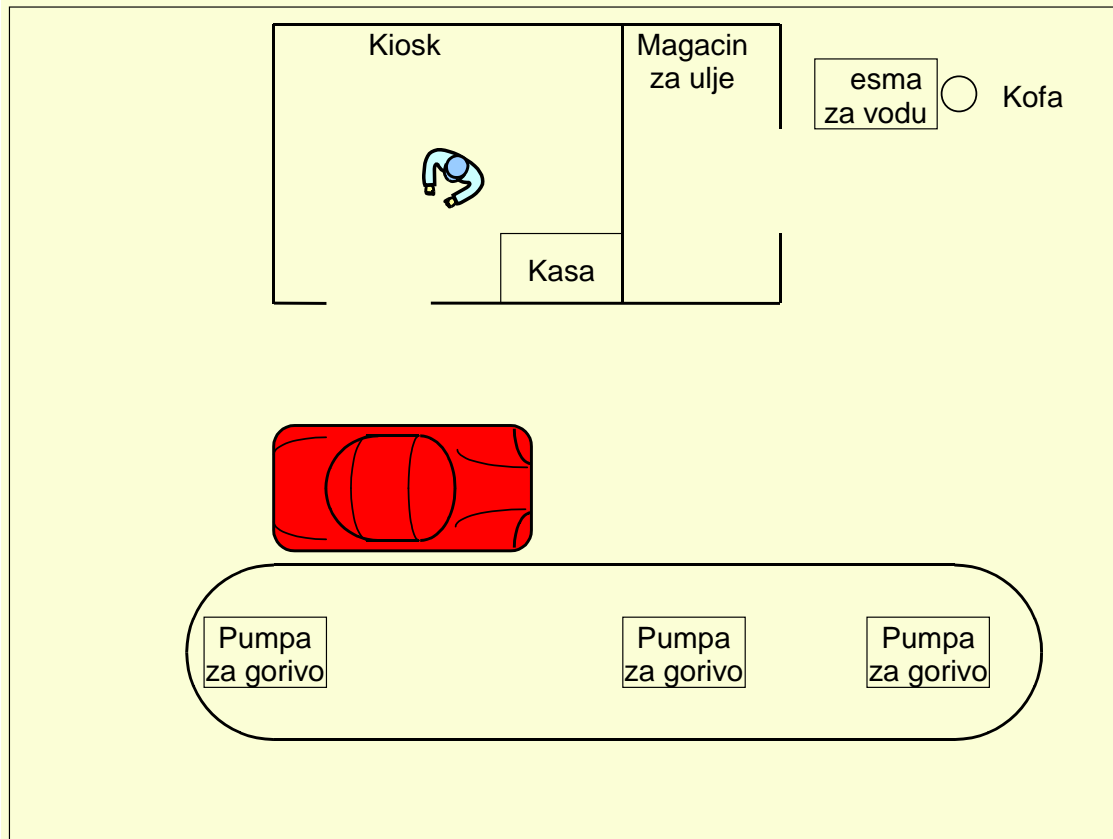 Kiosk
Magacin
za ulje
esma
za vodu
Kofa
Kasa
Pumpa
za gorivo
Pumpa
za gorivo
Pumpa
za gorivo